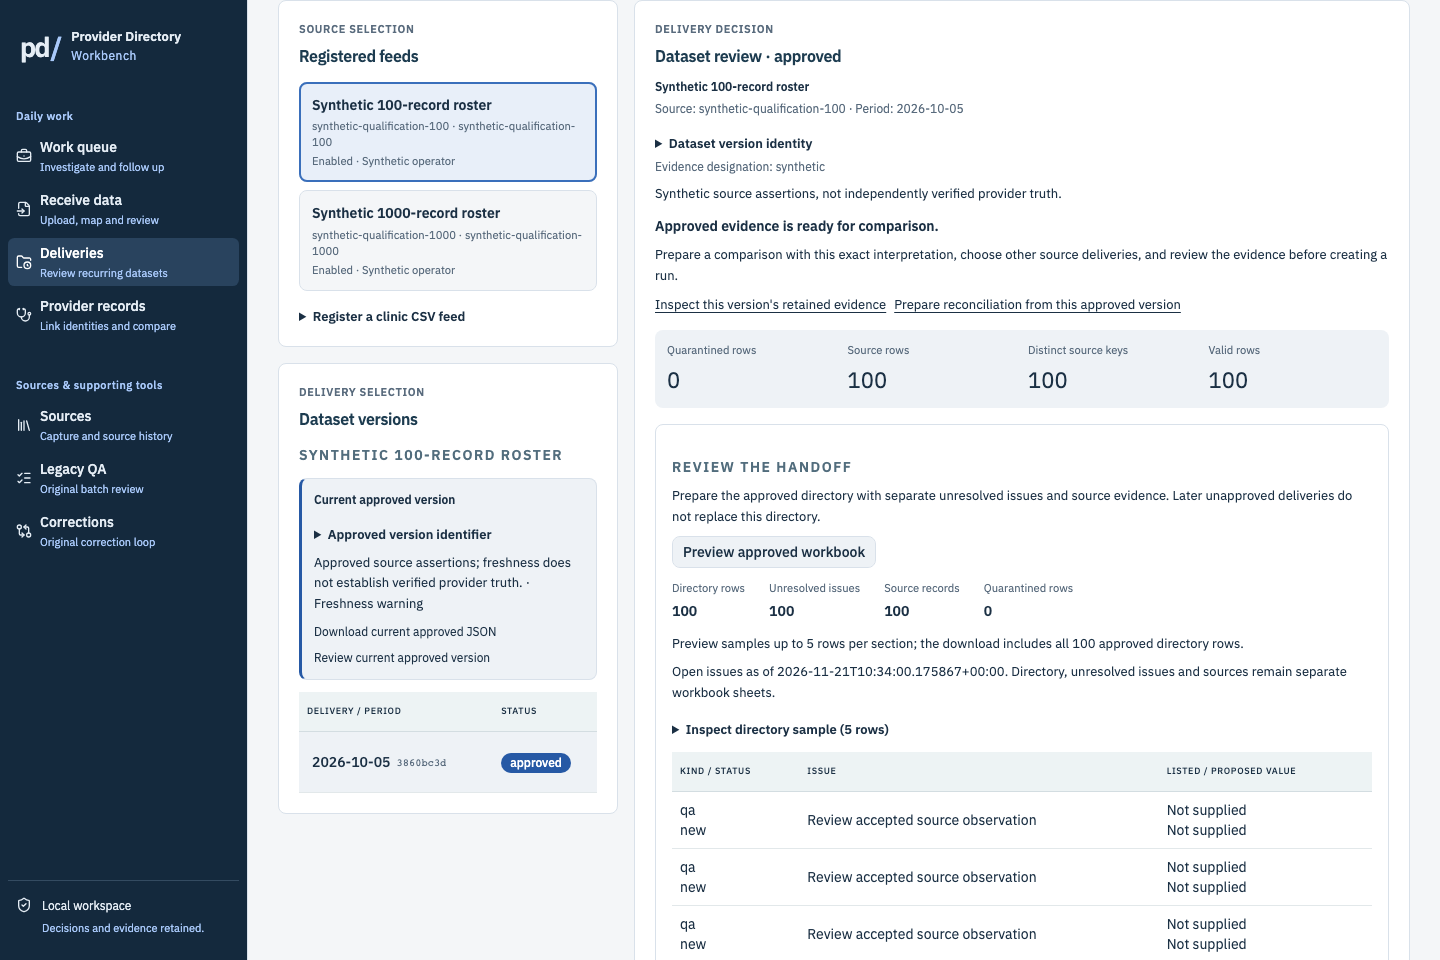 pd/
Provider Directory
Workbench
Daily work
Work queue
Investigate and follow up
Receive data
Upload, map and review
Deliveries
Review recurring datasets
Provider records
Link identities and compare
Sources & supporting tools
Sources
Capture and source history
Legacy QA
Original batch review
Corrections
Original correction loop
Local workspace
Decisions and evidence retained.
SOURCE SELECTION
Registered feeds
Synthetic 100-record roster
synthetic-qualification-100 · synthetic-qualification-
100
Enabled · Synthetic operator
Synthetic 1000-record roster
synthetic-qualification-1000 · synthetic-qualification-
1000
Enabled · Synthetic operator
Register a clinic CSV feed
DELIVERY SELECTION
Dataset versions
SYNTHETIC 100-RECORD ROSTER
Current approved version
Approved version identifier
Approved source assertions; freshness does
not establish verified provider truth. ·
Freshness warning
Download current approved JSON
Review current approved version
DELIVERY / PERIOD STATUS
2026-10-05 3860bc3d approved
DELIVERY DECISION
Dataset review · approved
Synthetic 100-record roster
Source: synthetic-qualification-100 · Period: 2026-10-05
Dataset version identity
Evidence designation: synthetic
Synthetic source assertions, not independently verified provider truth.
Approved evidence is ready for comparison.
Prepare a comparison with this exact interpretation, choose other source deliveries, and review the evidence before creating a
run.
Inspect this version's retained evidence Prepare reconciliation from this approved version
Quarantined rows Source rows Distinct source keys Valid rows
0 100 100 100
REVIEW THE HANDOFF
Prepare the approved directory with separate unresolved issues and source evidence. Later unapproved deliveries do
not replace this directory.
Preview approved workbook
Directory rows Unresolved issues Source records Quarantined rows
100 100 100 0
Preview samples up to 5 rows per section; the download includes all 100 approved directory rows.
Open issues as of 2026-11-21T10:34:00.175867+00:00. Directory, unresolved issues and sources remain separate
workbook sheets.
Inspect directory sample (5 rows)
KIND / STATUS ISSUE LISTED / PROPOSED VALUE
qa Not supplied
Review accepted source observation
new Not supplied
qa Not supplied
Review accepted source observation
new Not supplied
qa Not supplied
Review accepted source observation
new Not supplied